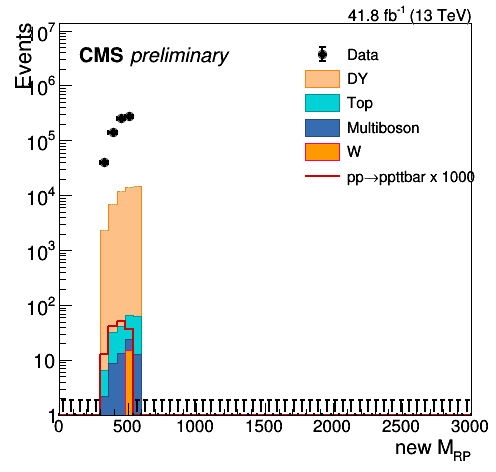 41.8 fb⁻¹ (13 TeV)
Events
CMS preliminary
Data
DY
Top
Multiboson
W
pp→ppttbar x 1000
10⁷
10⁶
10⁵
10⁴
10³
10²
10
1
0 500 1000 1500 2000 2500 3000
new M_RP